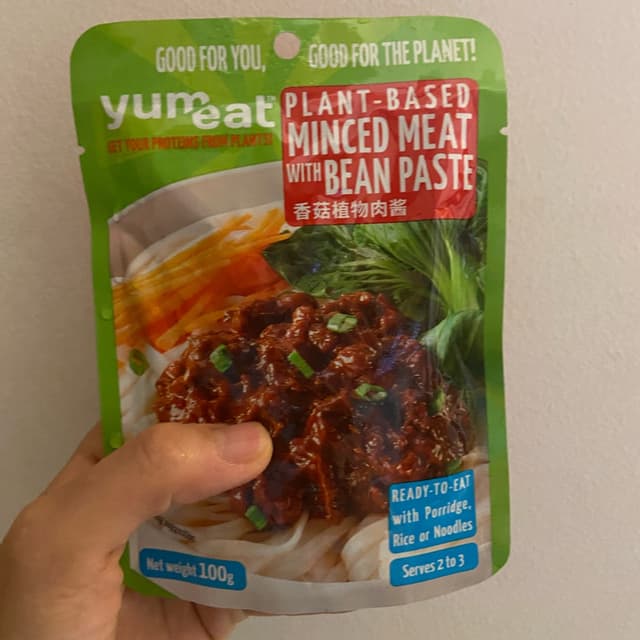 GOOD FOR YOU, GOOD FOR THE PLANET!
yumeat
GET YOUR PROTEINS FROM PLANTS!
PLANT-BASED
MINCED MEAT
WITH BEAN PASTE
香菇植物肉酱
READY-TO-EAT
with Porridge,
Rice or Noodles
Serves 2 to 3
Net weight 100g